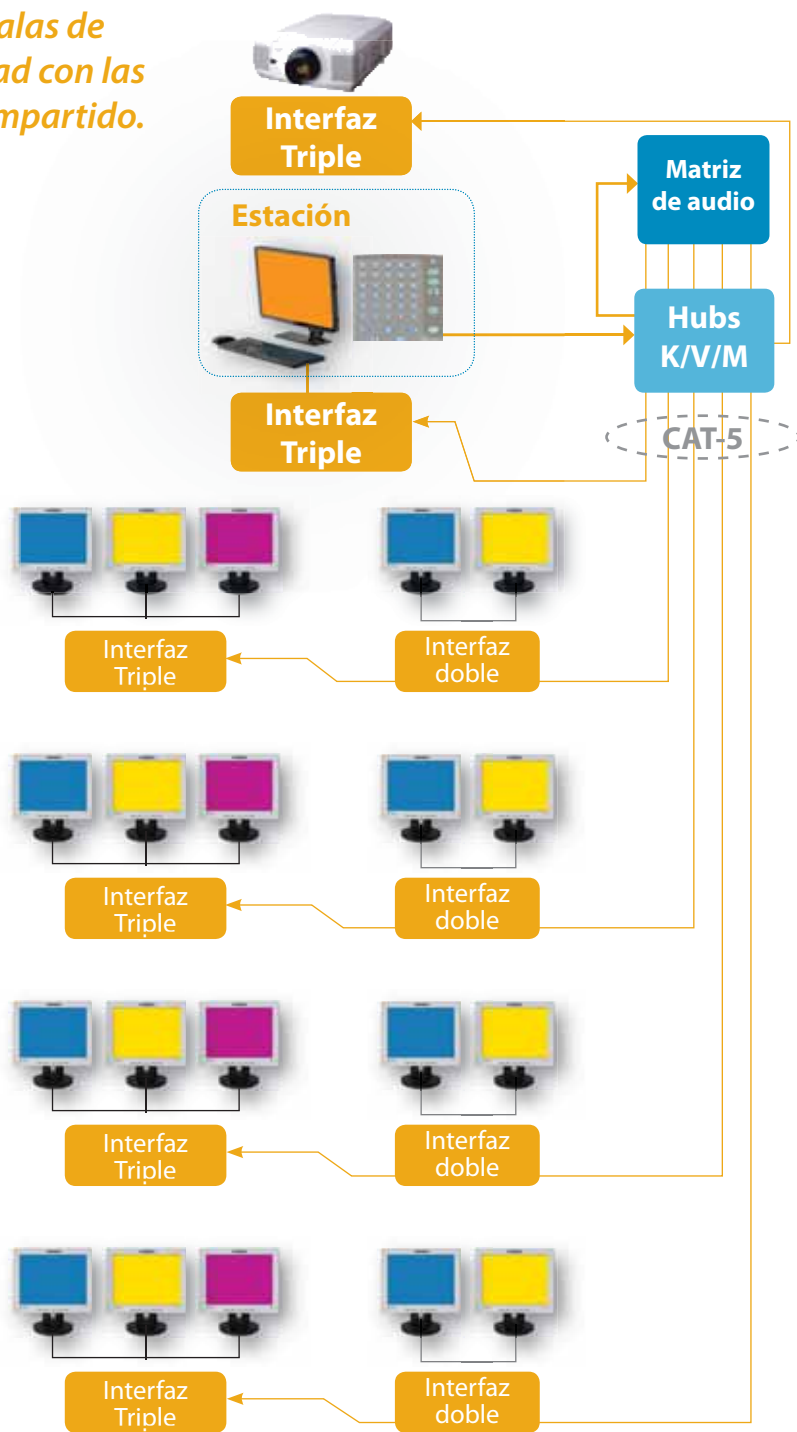 alas de
ad con las
mpartido.
Interfaz
Triple
Matriz
de audio
Estación
Hubs
K/V/M
Interfaz
Triple
CAT-5
Interfaz
Triple
Interfaz
doble
Interfaz
Triple
Interfaz
doble
Interfaz
Triple
Interfaz
doble
Interfaz
Triple
Interfaz
doble